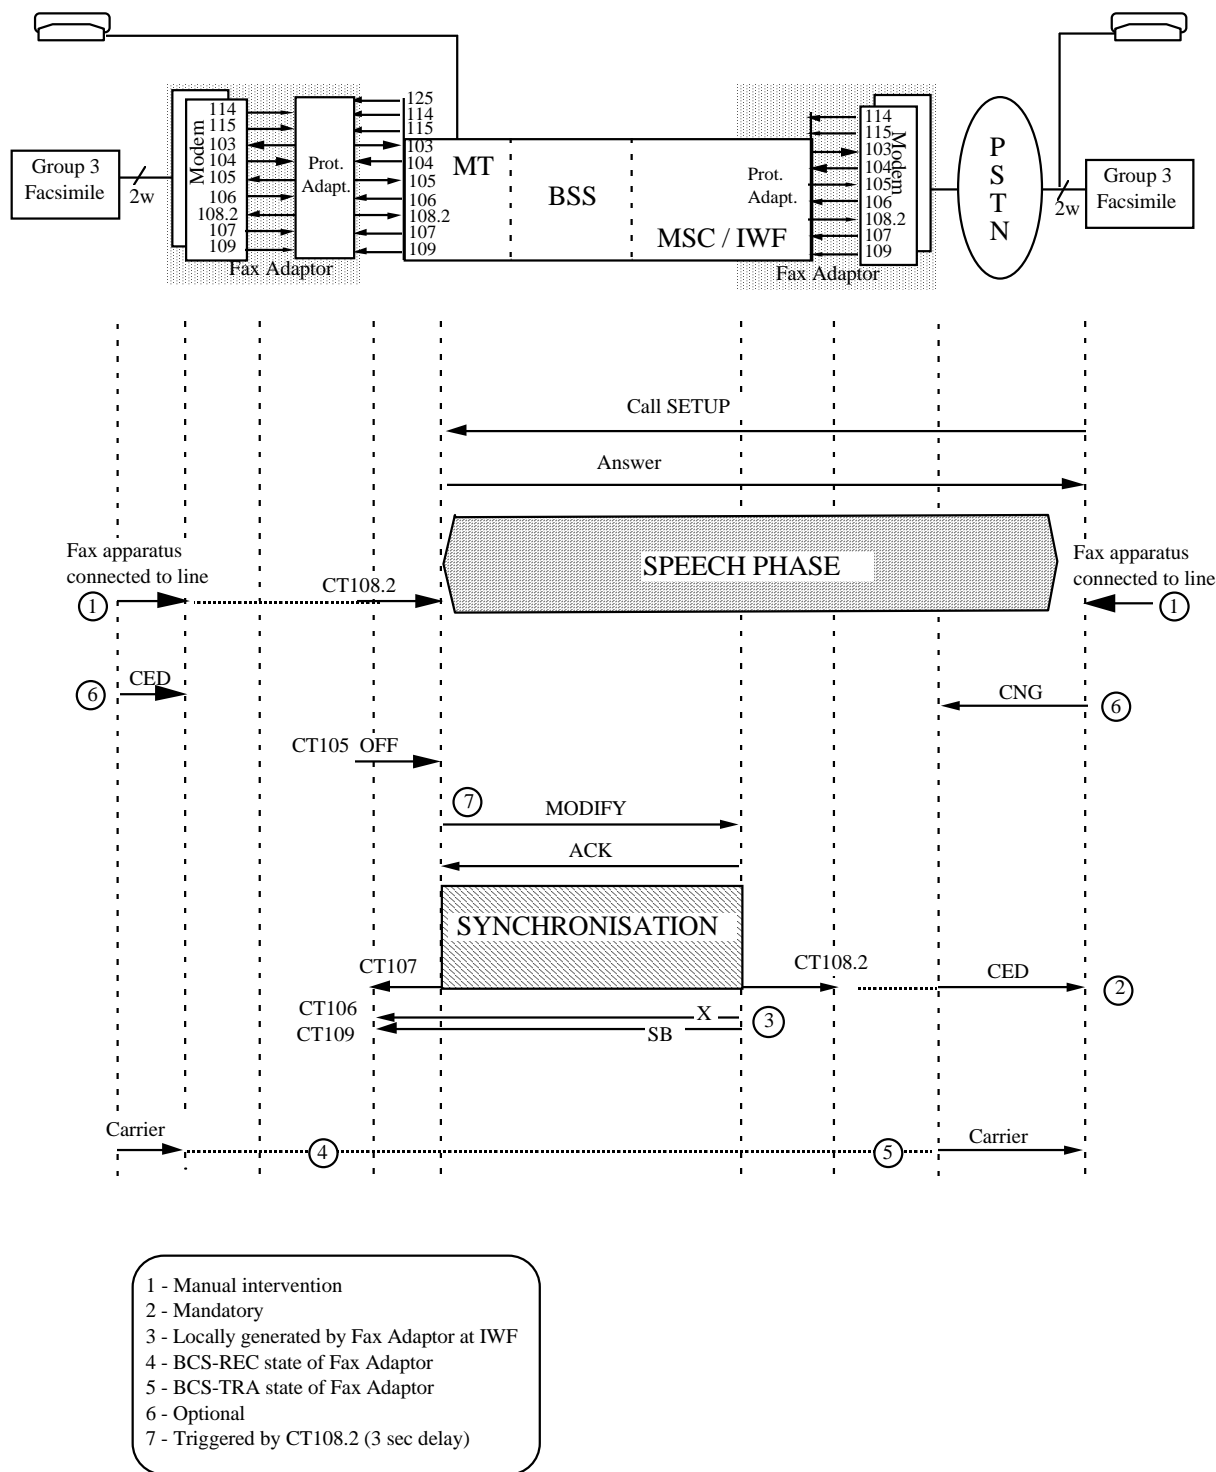 125
114
114
114
115
115
115
103
103
103
104
104
104
105
105
105
106
106
106
108.2
108.2
108.2
107
107
107
109
109
109
Modem
Modem
Group 3
Facsimile
2w
Prot.
Adapt.
MT
BSS
MSC / IWF
Prot.
Adapt.
P
S
T
N
2w
Group 3
Facsimile
Fax Adaptor
Fax Adaptor
Call SETUP
Answer
SPEECH PHASE
Fax apparatus
connected to line
1
CT108.2
Fax apparatus
connected to line
1
6
CED
CNG
6
CT105 OFF
7
MODIFY
ACK
SYNCHRONISATION
CT107
CT108.2
CED
2
CT106
X
3
CT109
SB
Carrier
4
5
Carrier
1 - Manual intervention
2 - Mandatory
3 - Locally generated by Fax Adaptor at IWF
4 - BCS-REC state of Fax Adaptor
5 - BCS-TRA state of Fax Adaptor
6 - Optional
7 - Triggered by CT108.2 (3 sec delay)